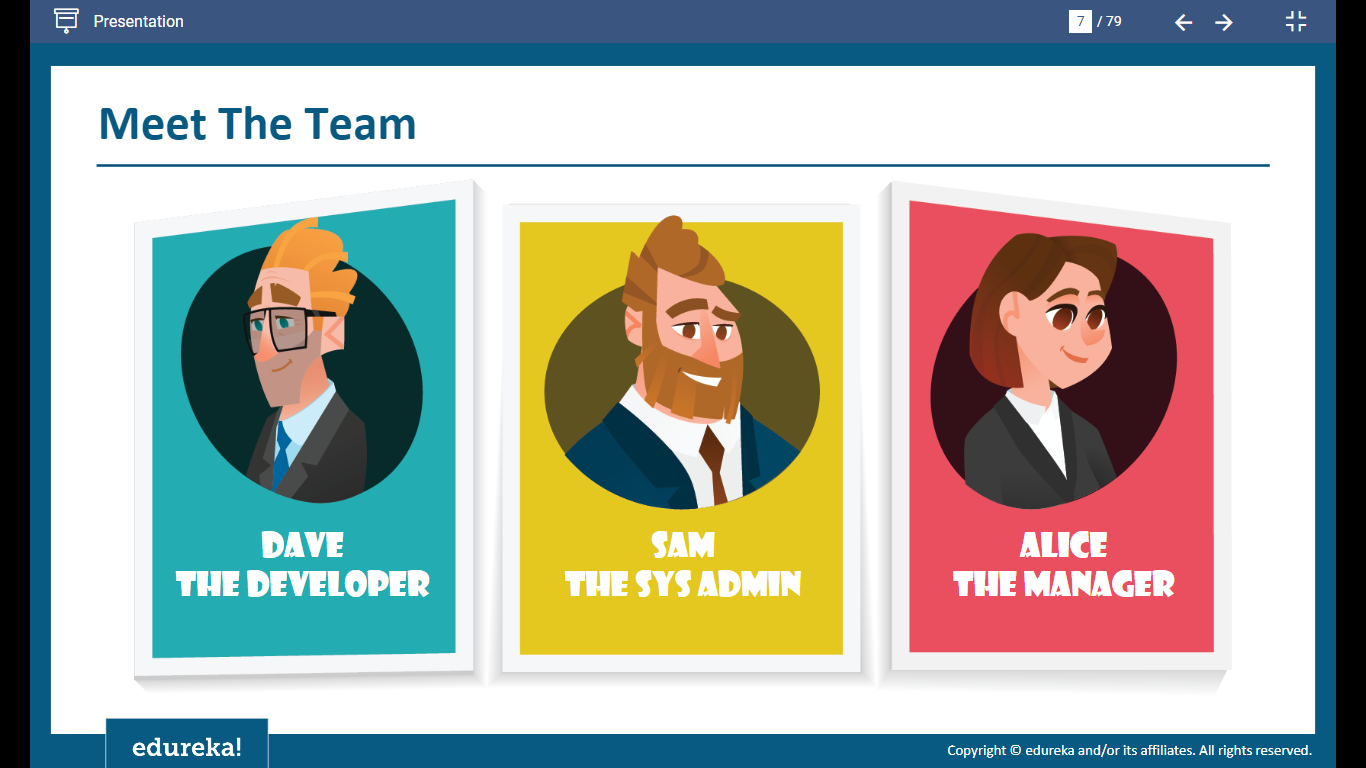 Presentation
7 / 79
Meet The Team
DAVE
THE DEVELOPER
SAM
THE SYS ADMIN
ALICE
THE MANAGER
edureka!
Copyright © edureka and/or its affiliates. All rights reserved.